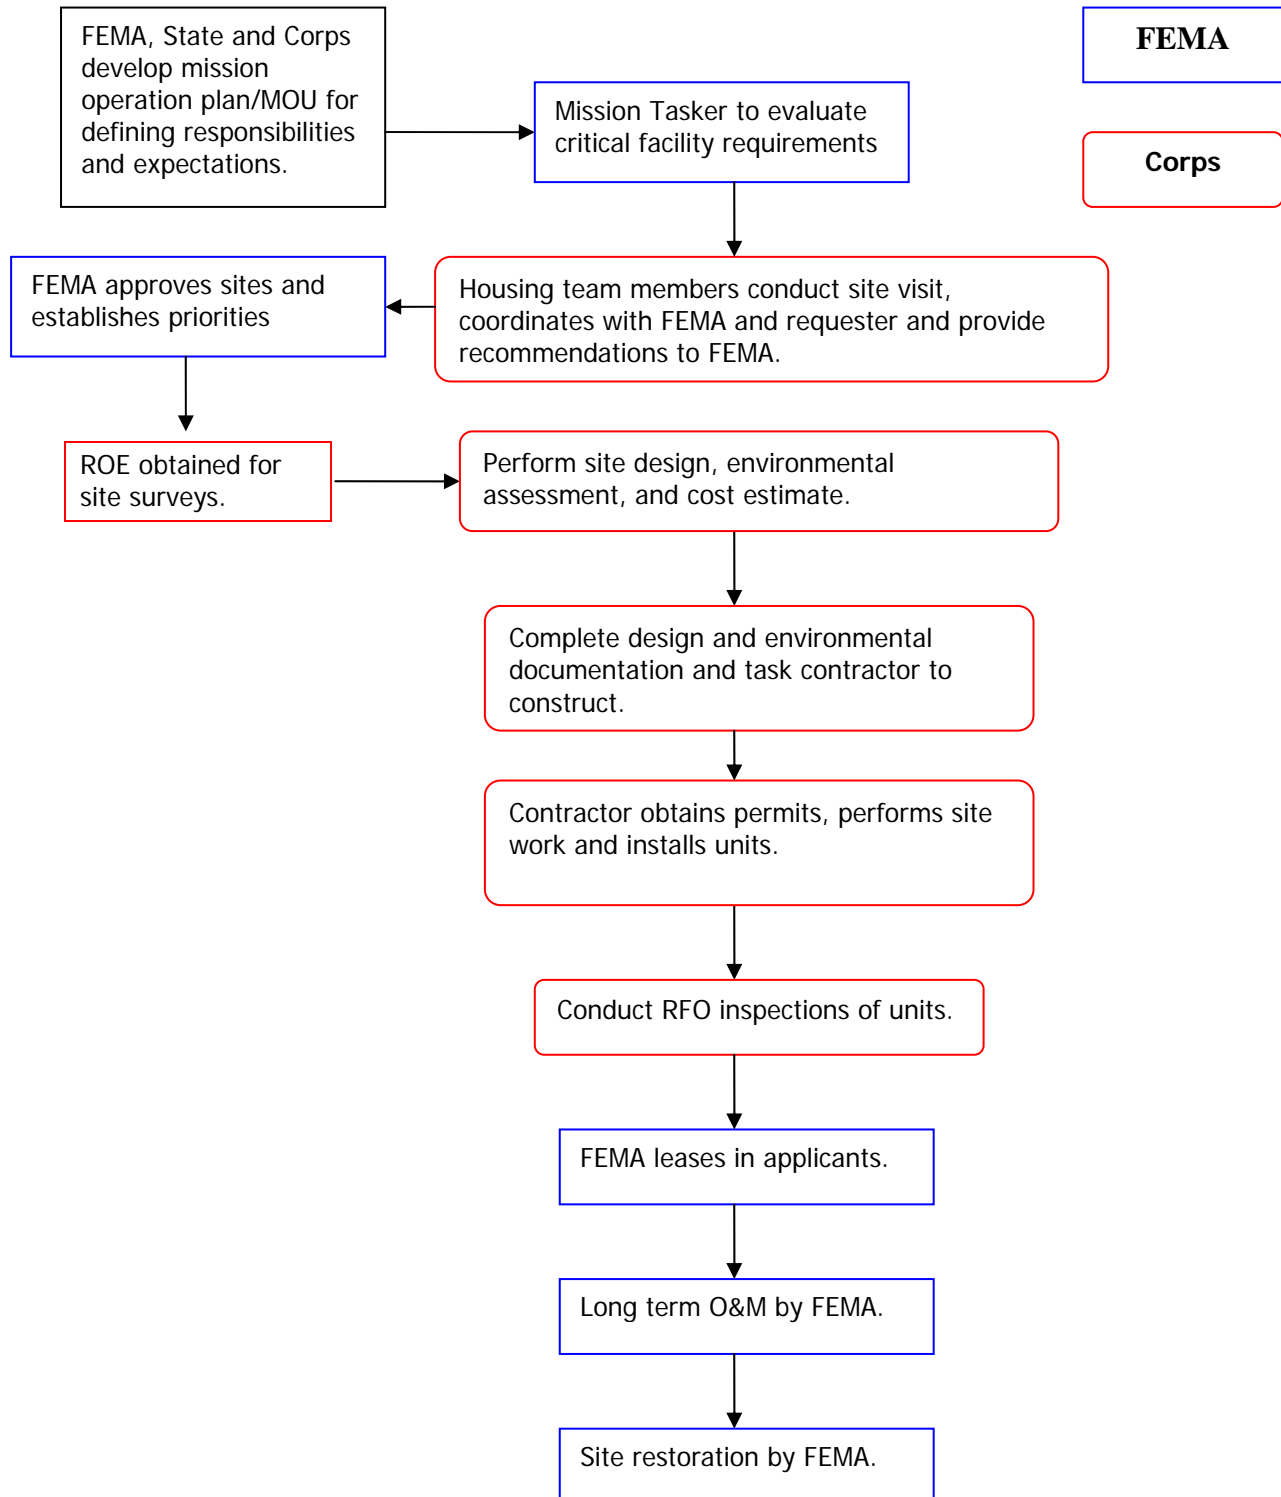 FEMA, State and Corps
develop mission
operation plan/MOU for
defining responsibilities
and expectations.
FEMA
Mission Tasker to evaluate
critical facility requirements
Corps
FEMA approves sites and
establishes priorities
Housing team members conduct site visit,
coordinates with FEMA and requester and provide
recommendations to FEMA.
ROE obtained for
site surveys.
Perform site design, environmental
assessment, and cost estimate.
Complete design and environmental
documentation and task contractor to
construct.
Contractor obtains permits, performs site
work and installs units.
Conduct RFO inspections of units.
FEMA leases in applicants.
Long term O&M by FEMA.
Site restoration by FEMA.